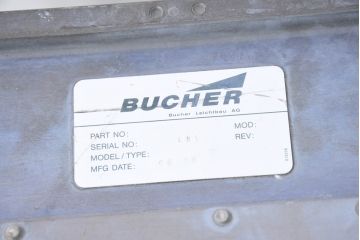 BUCHER
Bucher Leichtbau AG
PART NO: MOD:
SERIAL NO: REV:
MODEL/TYPE:
MFG DATE: